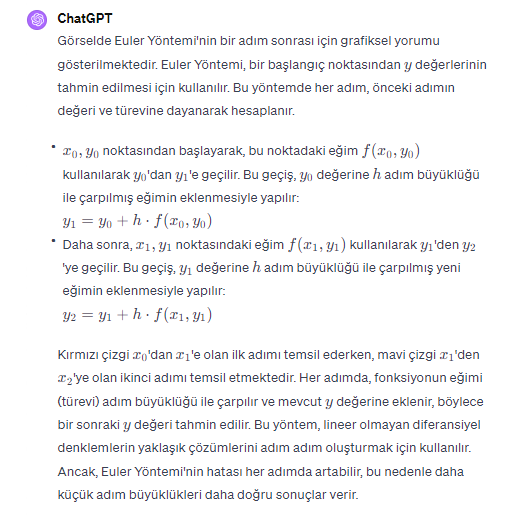 ChatGPT
Görselde Euler Yöntemi'nin bir adım sonrası için grafiksel yorumu
gösterilmektedir. Euler Yöntemi, bir başlangıç noktasından y değerlerinin
tahmin edilmesi için kullanılır. Bu yöntemde her adım, önceki adımın
değeri ve türevine dayanarak hesaplanır.
• x₀, y₀ noktasından başlayarak, bu noktadaki eğim f(x₀, y₀)
kullanılarak y₀'dan y₁'e geçilir. Bu geçiş, y₀ değerine h adım büyüklüğü
ile çarpılmış eğimin eklenmesiyle yapılır:
y₁ = y₀ + h · f(x₀, y₀)
• Daha sonra, x₁, y₁ noktasındaki eğim f(x₁, y₁) kullanılarak y₁'den y₂
'ye geçilir. Bu geçiş, y₁ değerine h adım büyüklüğü ile çarpılmış yeni
eğimin eklenmesiyle yapılır:
y₂ = y₁ + h · f(x₁, y₁)
Kırmızı çizgi x₀'dan x₁'e olan ilk adımı temsil ederken, mavi çizgi x₁'den
x₂'ye olan ikinci adımı temsil etmektedir. Her adımda, fonksiyonun eğimi
(türevi) adım büyüklüğü ile çarpılır ve mevcut y değerine eklenir, böylece
bir sonraki y değeri tahmin edilir. Bu yöntem, lineer olmayan diferansiyel
denklemlerin yaklaşık çözümlerini adım adım oluşturmak için kullanılır.
Ancak, Euler Yöntemi'nin hatası her adımda artabilir, bu nedenle daha
küçük adım büyüklükleri daha doğru sonuçlar verir.